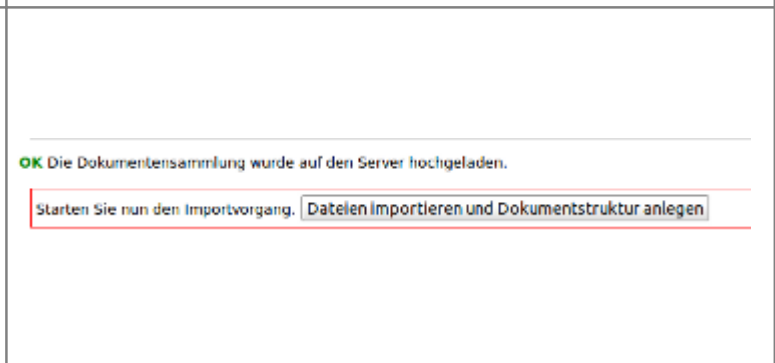 OK Die Dokumentensammlung wurde auf den Server hochgeladen.
Starten Sie nun den Importvorgang. Dateien importieren und Dokumentstruktur anlegen